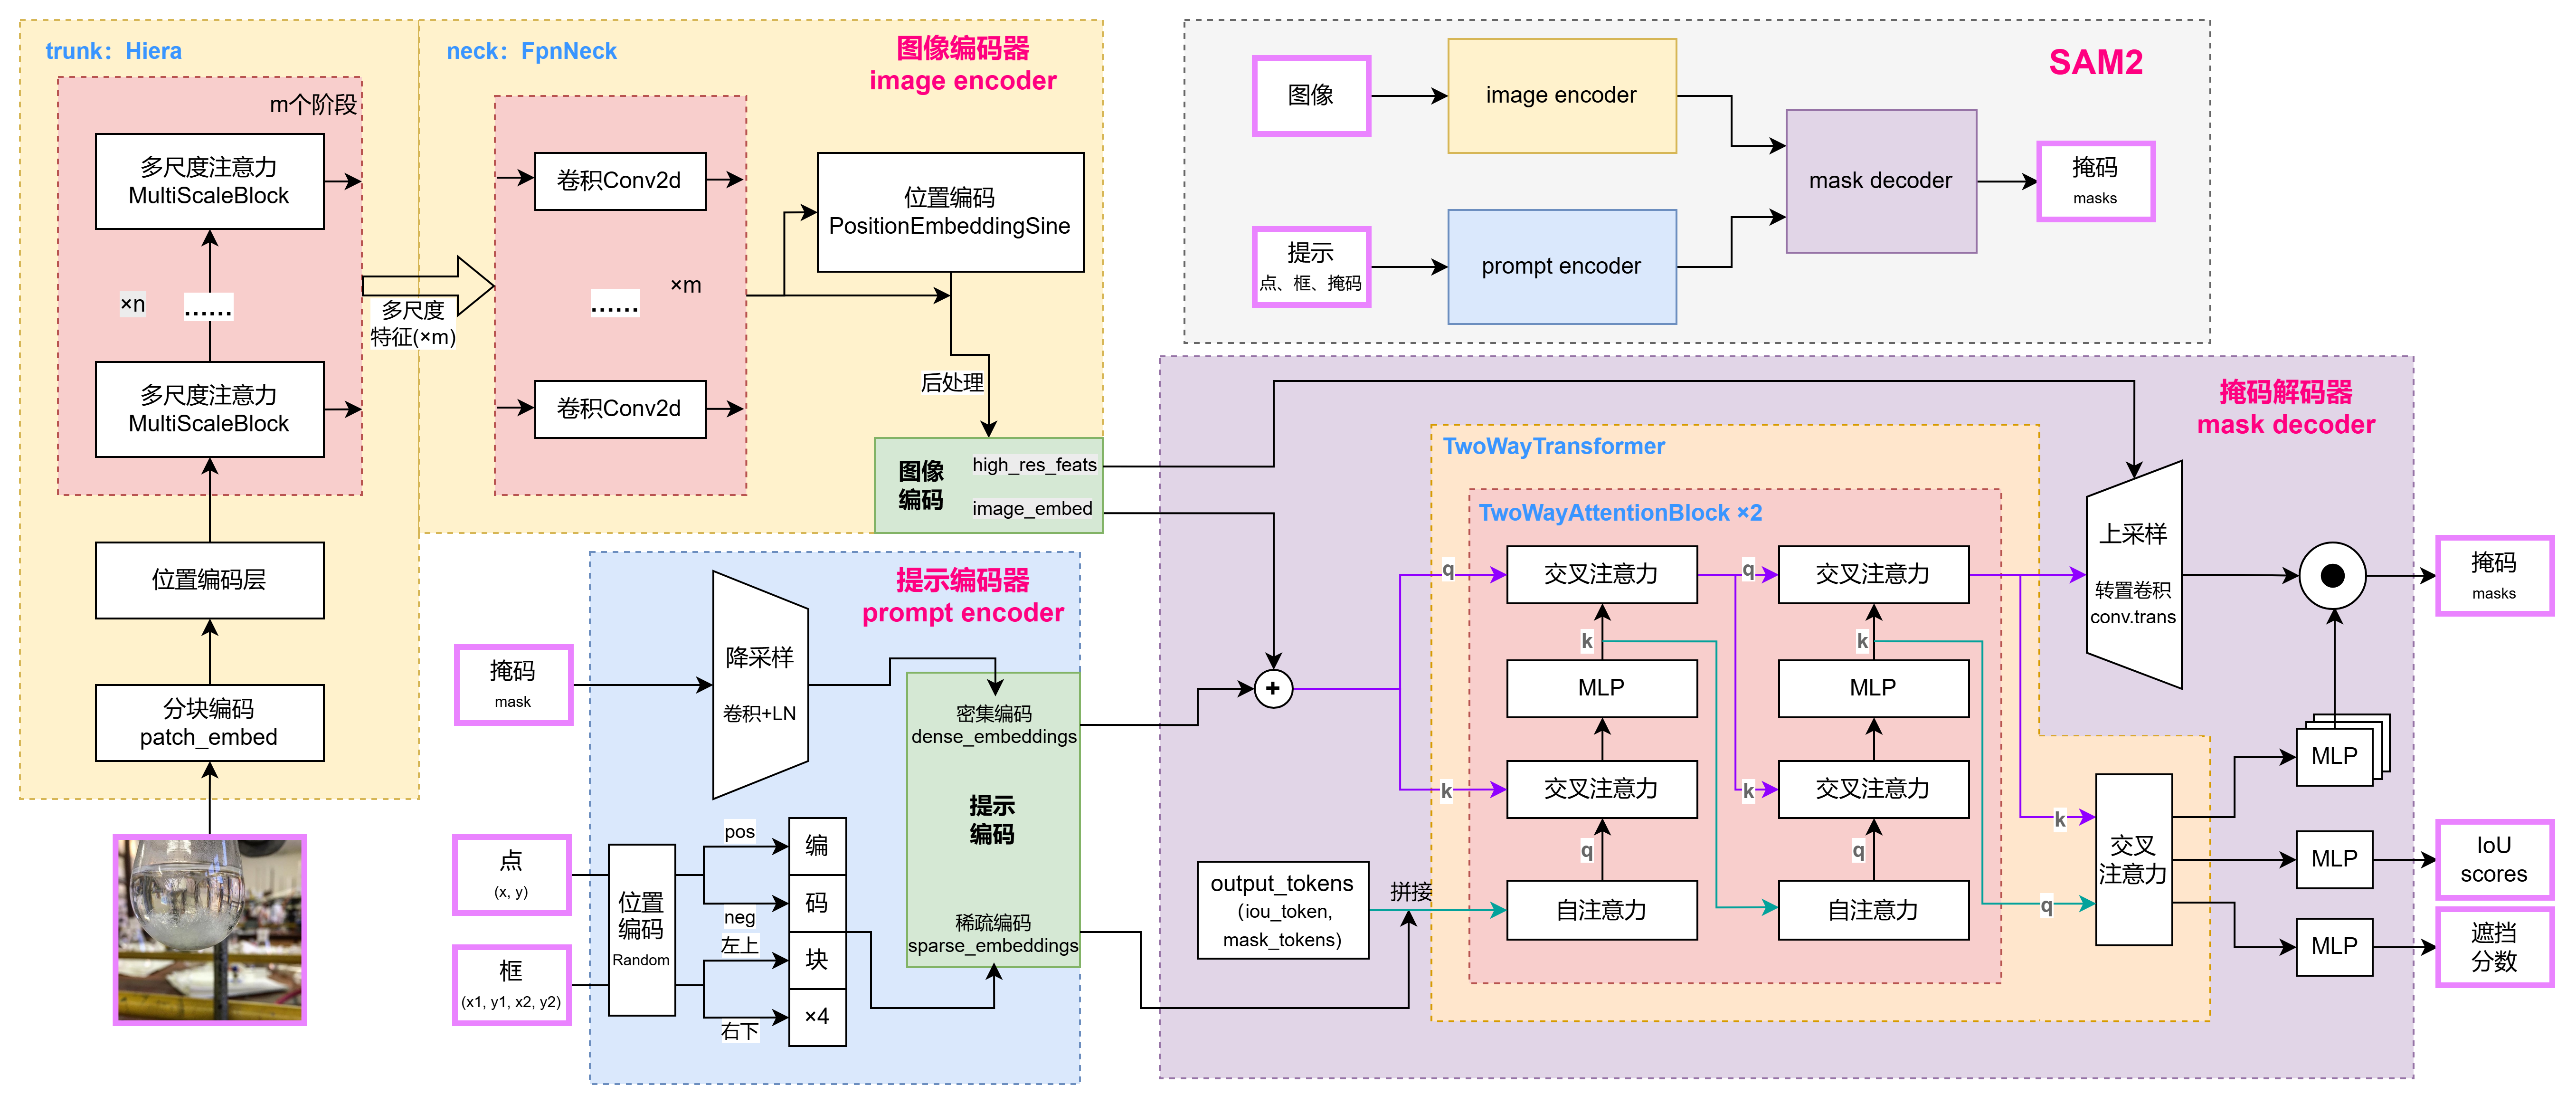 trunk：Hiera
m个阶段
多尺度注意力
MultiScaleBlock
×n
……
多尺度注意力
MultiScaleBlock
位置编码层
分块编码
patch_embed
多尺度
特征(×m)
neck：FpnNeck
图像编码器
image encoder
卷积Conv2d
……
×m
卷积Conv2d
位置编码
PositionEmbeddingSine
后处理
图像
编码
high_res_feats
image_embed
SAM2
图像
image encoder
提示
点、框、掩码
prompt encoder
mask decoder
掩码
masks
提示编码器
prompt encoder
掩码
mask
降采样
卷积+LN
密集编码
dense_embeddings
提示
编码
稀疏编码
sparse_embeddings
点
(x, y)
框
(x1, y1, x2, y2)
位置
编码
Random
pos
neg
左上
右下
编
码
块
×4
掩码解码器
mask decoder
TwoWayTransformer
TwoWayAttentionBlock ×2
q
交叉注意力
q
交叉注意力
k
k
MLP
MLP
k
交叉注意力
k
交叉注意力
q
q
自注意力
自注意力
+
output_tokens
（iou_token,
mask_tokens)
拼接
上采样
转置卷积
conv.trans
k
q
交叉
注意力
MLP
MLP
MLP
掩码
masks
IoU
scores
遮挡
分数